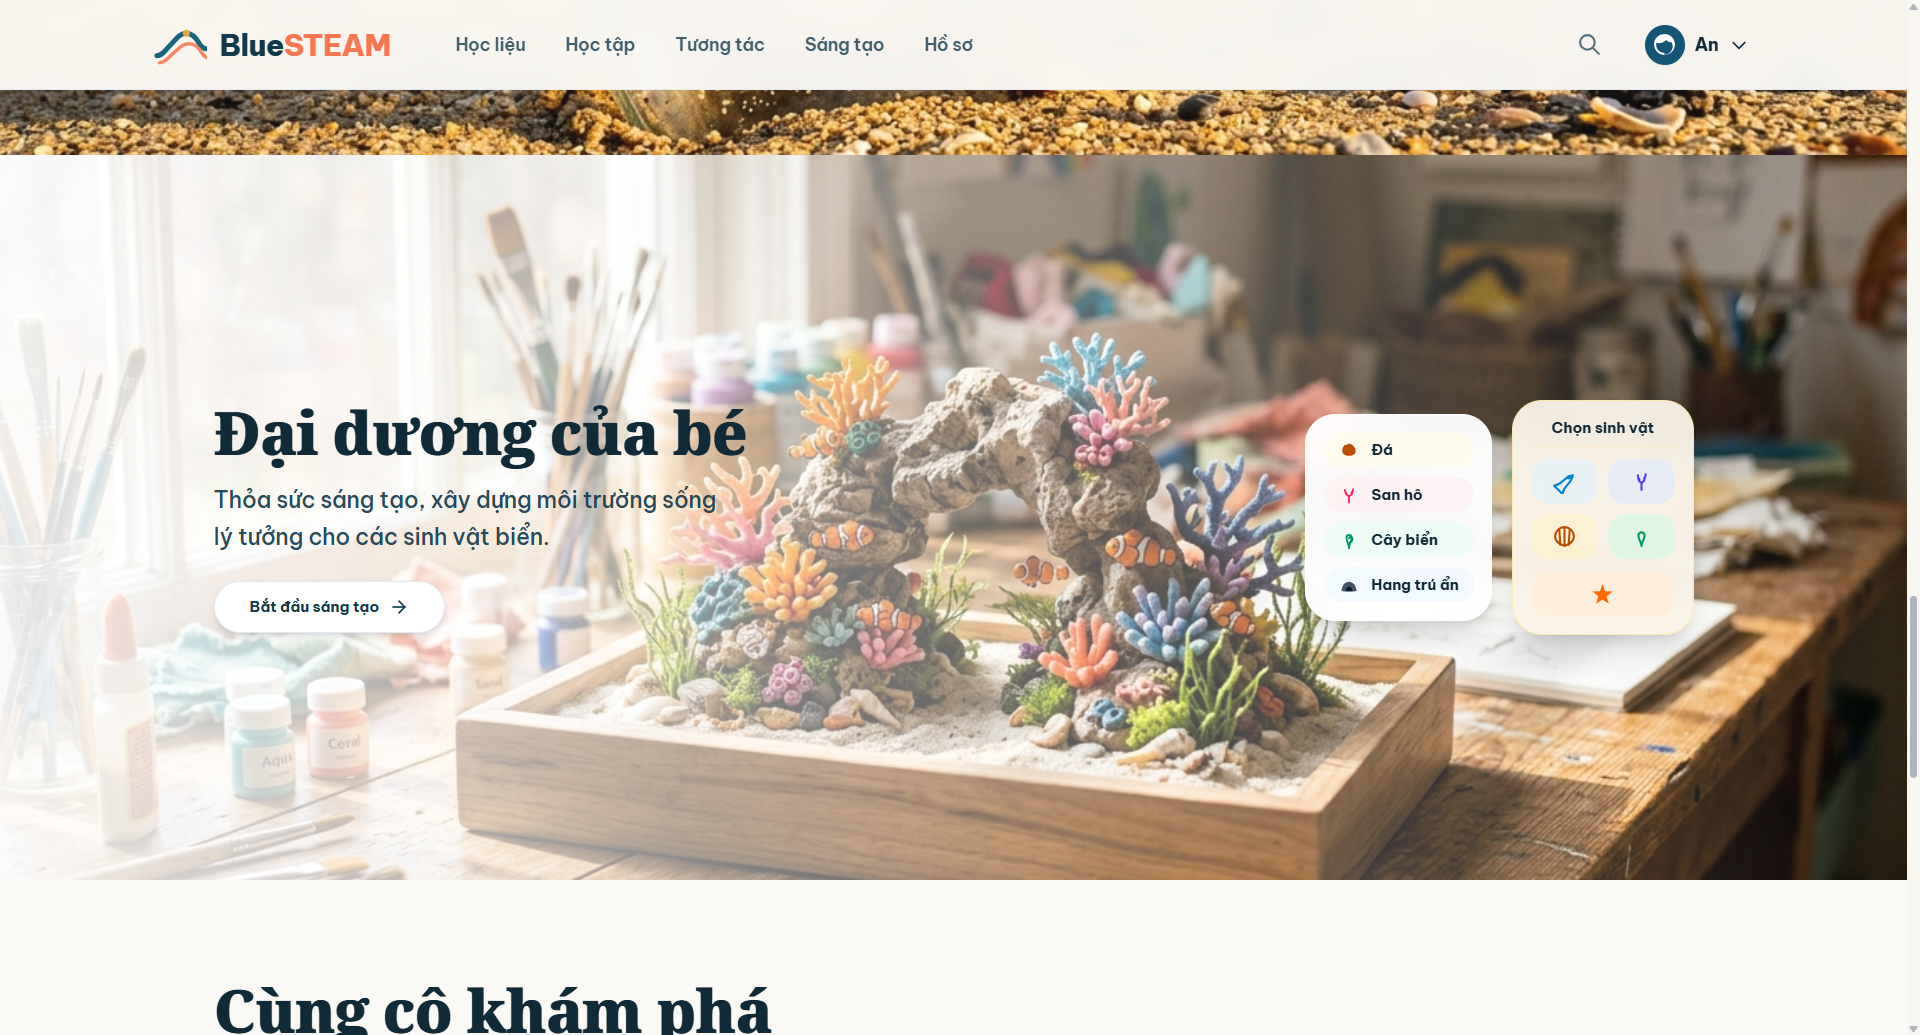 BlueSTEAM
Học liệu
Học tập
Tương tác
Sáng tạo
Hồ sơ
An
Đại dương của bé
Thỏa sức sáng tạo, xây dựng môi trường sống
lý tưởng cho các sinh vật biển.
Bắt đầu sáng tạo
Đá
San hô
Cây biển
Hang trú ẩn
Chọn sinh vật
Sand
Aqua
Coral
Cùng cô khám phá